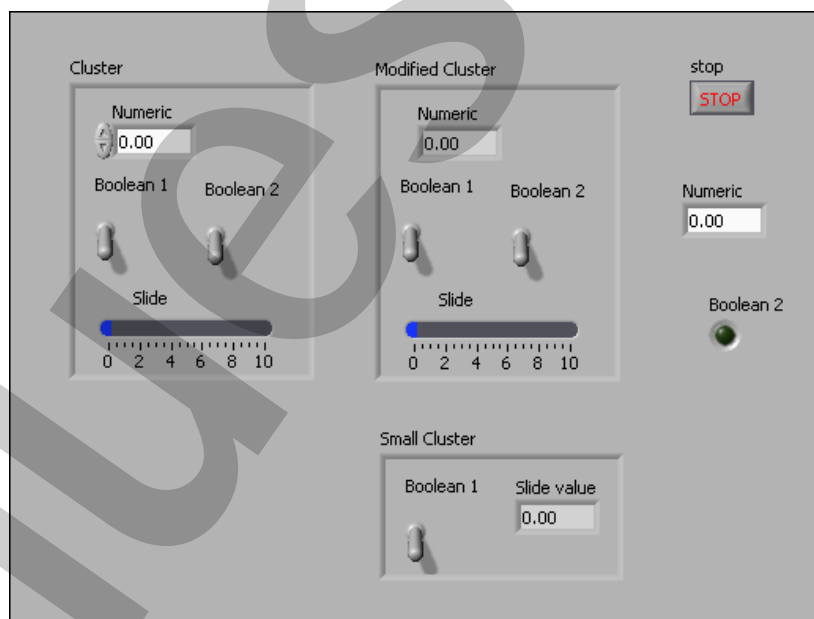 Cluster
Numeric
0.00
Boolean 1
Boolean 2
Slide
0 2 4 6 8 10
Modified Cluster
Numeric
0.00
Boolean 1
Boolean 2
Slide
0 2 4 6 8 10
stop
STOP
Numeric
0.00
Boolean 2
Small Cluster
Boolean 1
Slide value
0.00